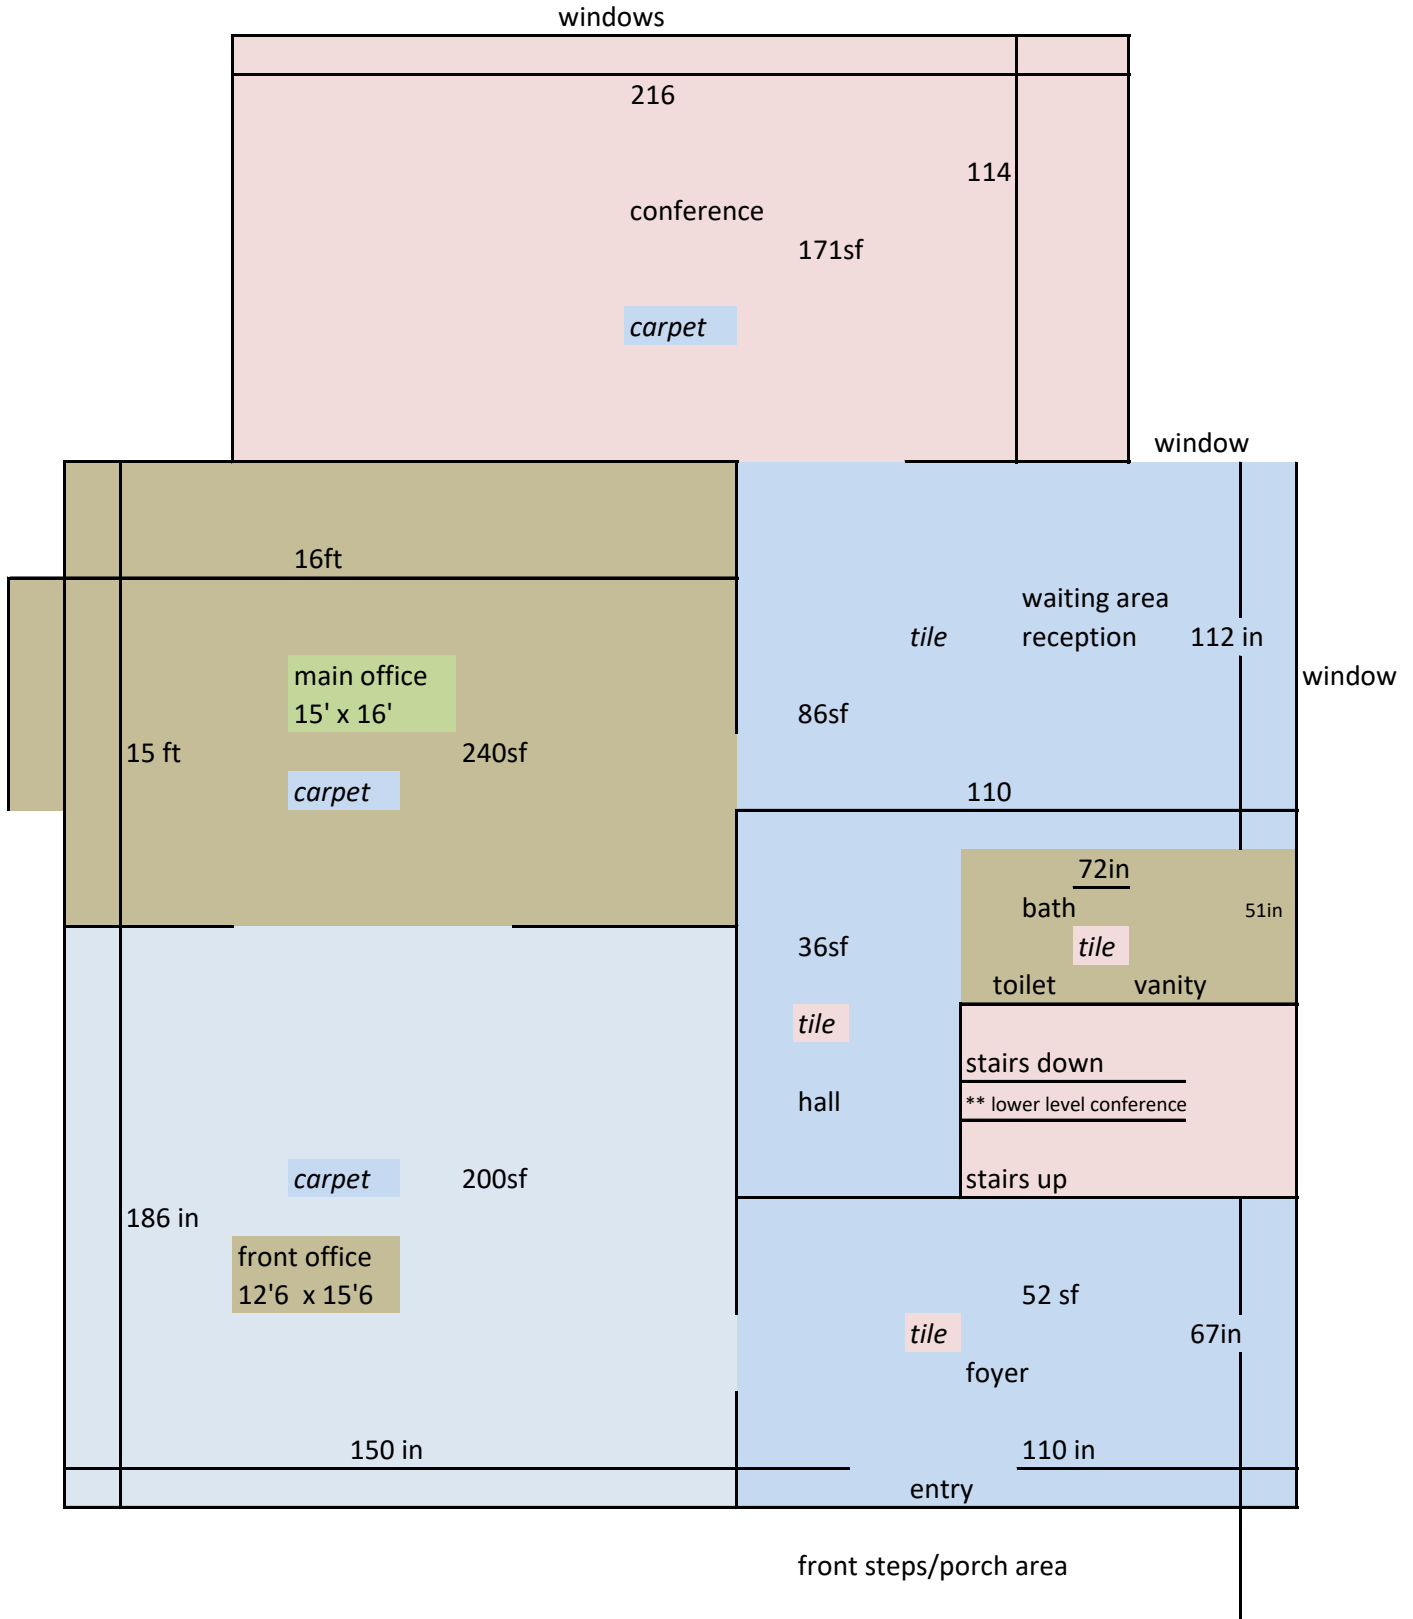 windows
216
114
conference
171sf
carpet
window
16ft
waiting area
tile reception 112 in
main office window
15' x 16' 86sf
15 ft 240sf
carpet 110
72in
bath 51in
36sf tile
toilet vanity
tile
stairs down
hall ** lower level conference
carpet 200sf stairs up
186 in
front office
12'6 x 15'6 52 sf
tile 67in
foyer
150 in 110 in
entry
front steps/porch area